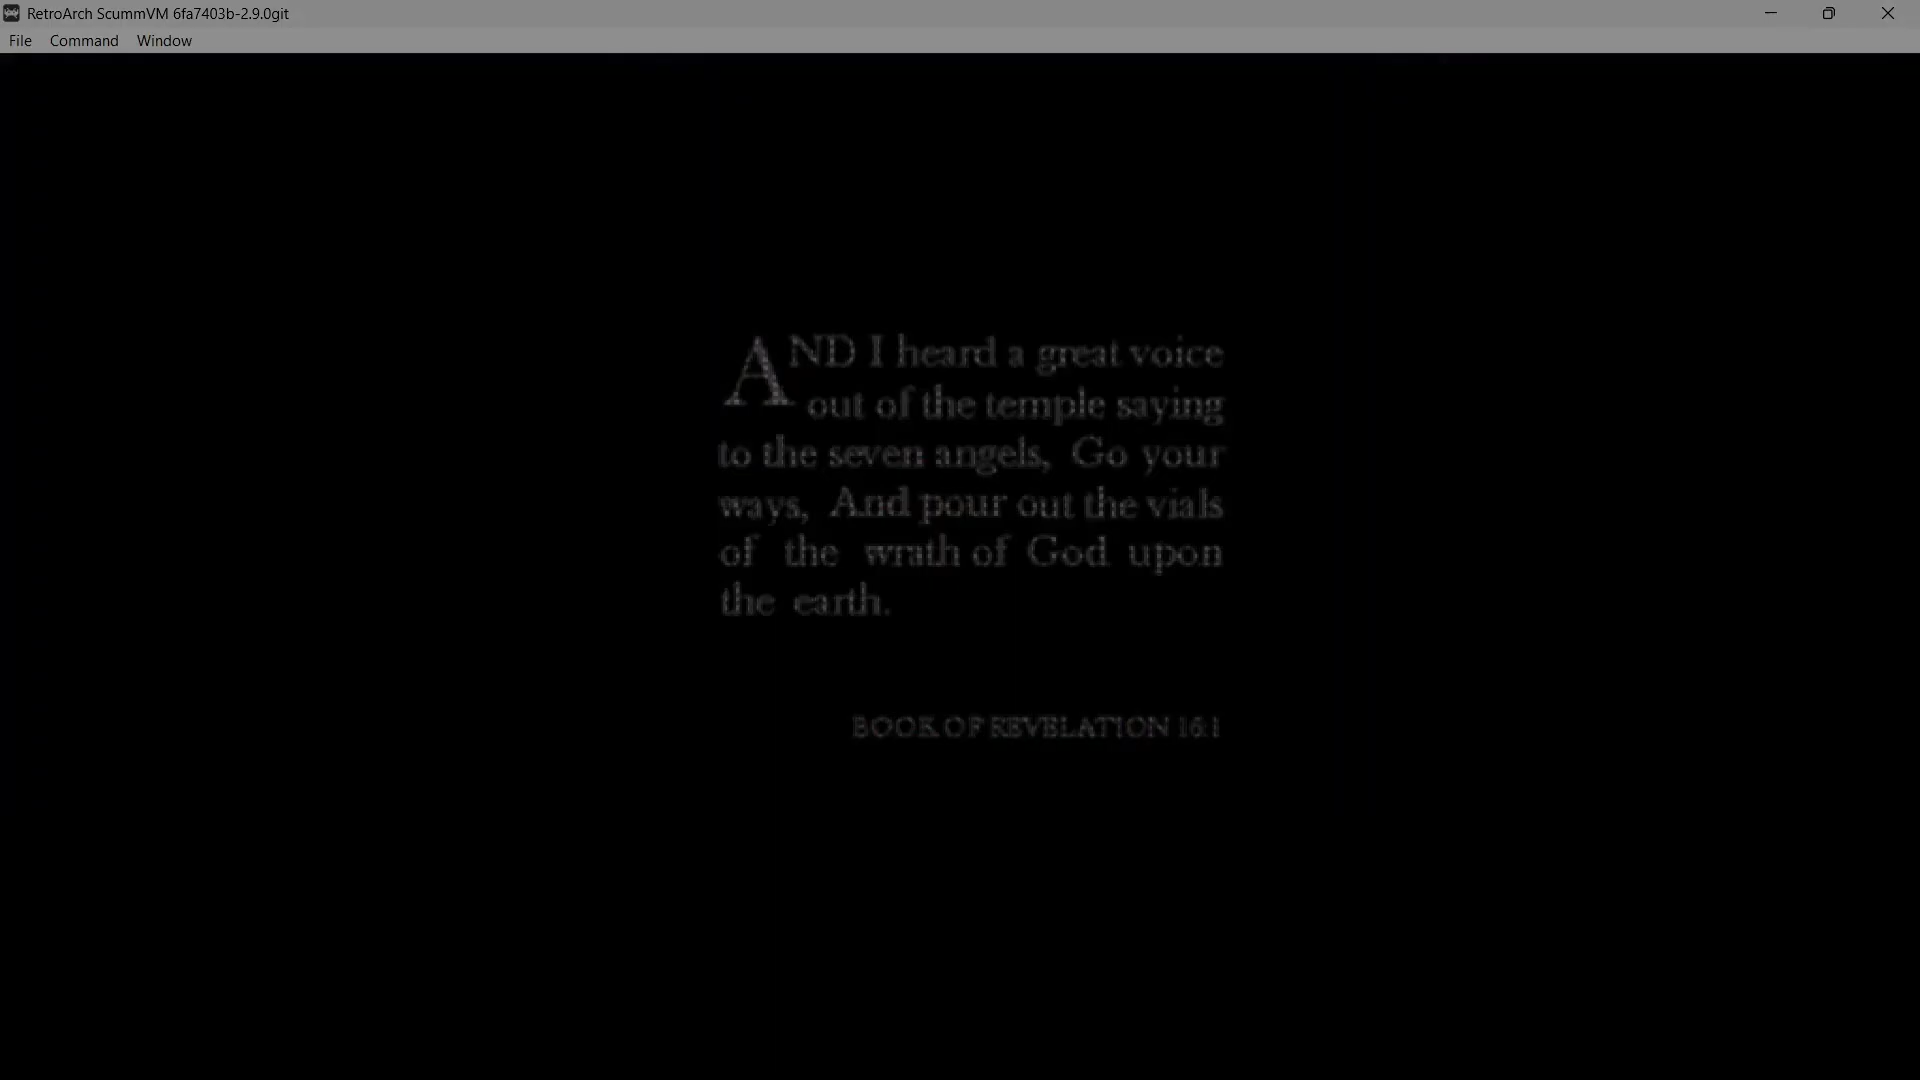 RetroArch ScummVM 6fa7403b-2.9.0git
File Command Window
AND I heard a great voice
out of the temple saying
to the seven angels, Go your
ways, And pour out the vials
of the wrath of God upon
the earth.
BOOK OF REVELATION 16:1